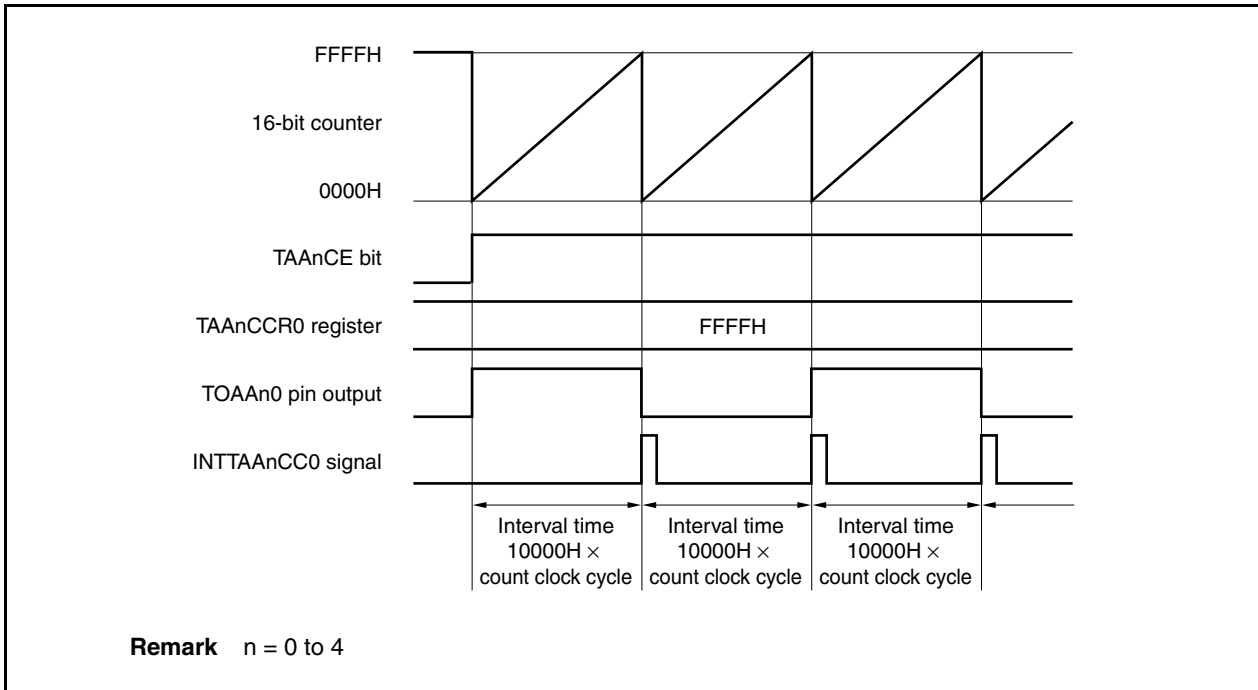 FFFFH
16-bit counter
0000H
TAAnCE bit
TAAnCCR0 register
FFFFH
TOAAn0 pin output
INTTAAnCC0 signal
Interval time
10000H ×
count clock cycle
Interval time
10000H ×
count clock cycle
Interval time
10000H ×
count clock cycle
Remark n = 0 to 4